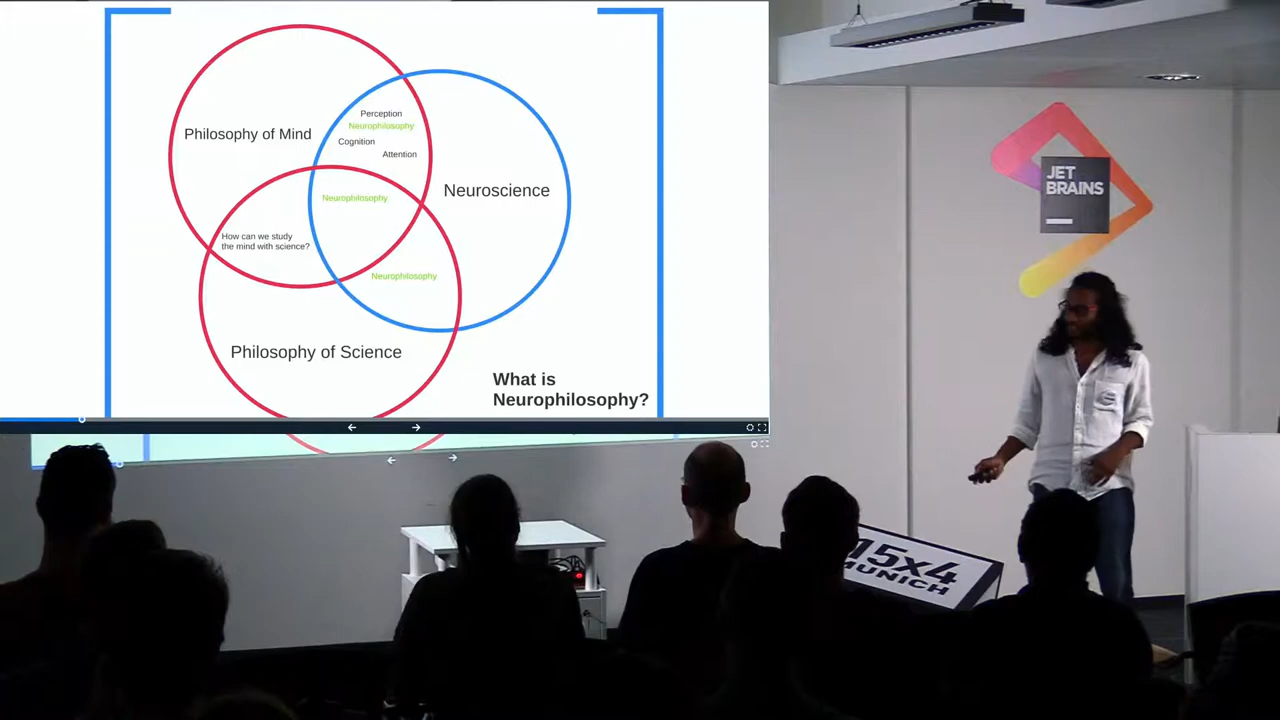 Perception
Neurophilosophy
Philosophy of Mind
Cognition
Attention
Neuroscience
Neurophilosophy
How can we study
the mind with science?
Neurophilosophy
Philosophy of Science
What is
Neurophilosophy?
JET
BRAINS
15x4
MUNICH